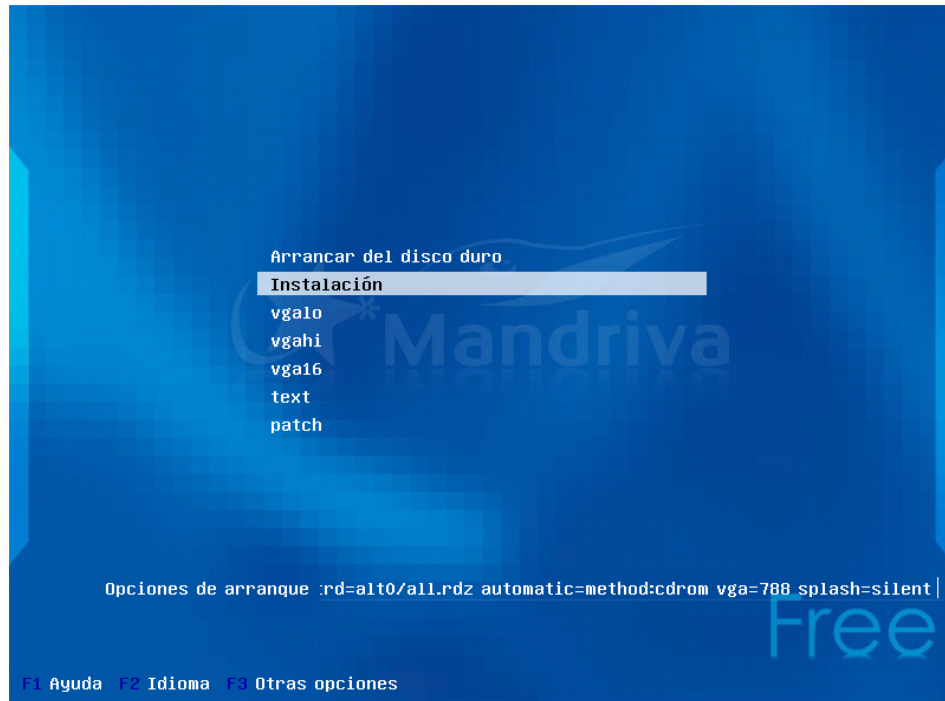 Arrancar del disco duro
Instalación
vgalo
vgahi
vga16
text
patch
Mandriva
Opciones de arranque :rd=alt0/all.rdz automatic=method:cdrom vga=788 splash=silent
Free
F1 Ayuda F2 Idioma F3 Otras opciones